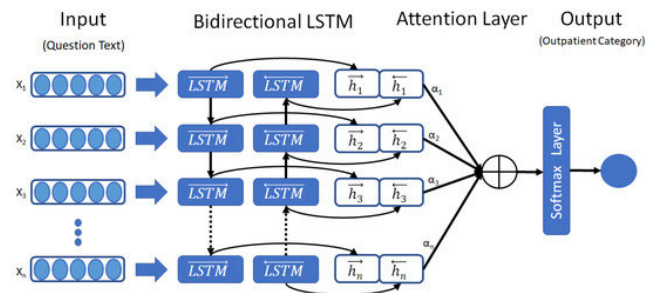 Input
(Question Text)
Bidirectional LSTM
Attention Layer
Output
(Outpatient Category)
X₁
LSTM
LSTM
h₁
h₁
α₁
X₂
LSTM
LSTM
h₂
h₂
α₂
X₃
LSTM
LSTM
h₃
h₃
α₃
Xₙ
LSTM
LSTM
hₙ
hₙ
αₙ
Softmax Layer